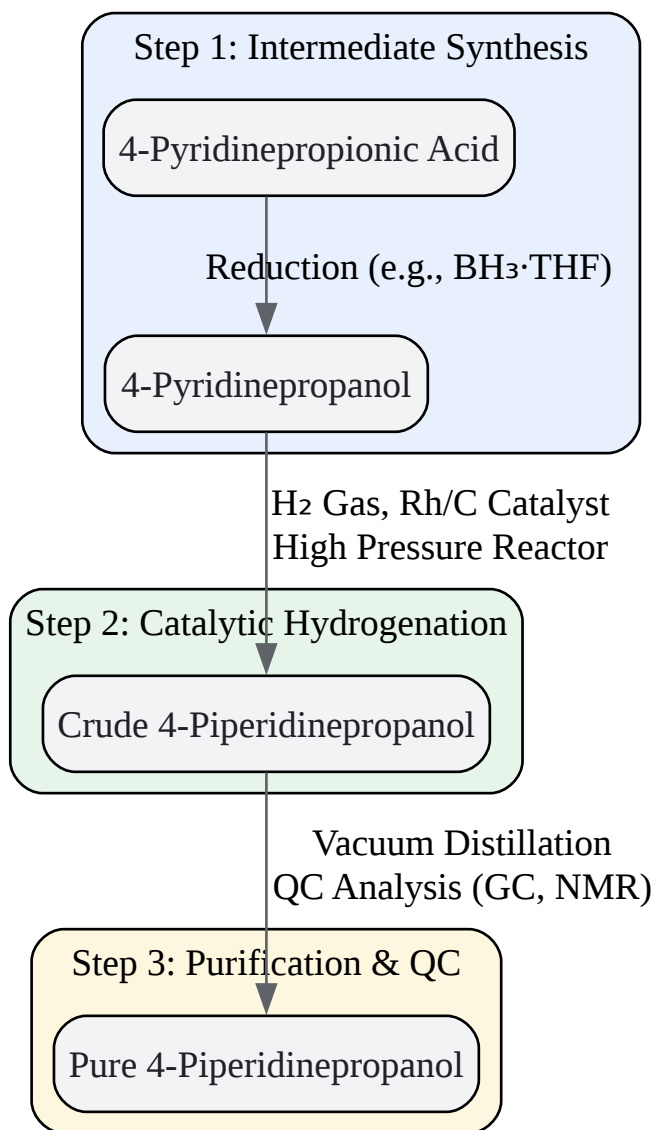 Step 1: Intermediate Synthesis
4-Pyridinepropionic Acid
Reduction (e.g., BH₃·THF)
4-Pyridinepropanol
H₂ Gas, Rh/C Catalyst
High Pressure Reactor
Step 2: Catalytic Hydrogenation
Crude 4-Piperidinepropanol
Vacuum Distillation
QC Analysis (GC, NMR)
Step 3: Purification & QC
Pure 4-Piperidinepropanol